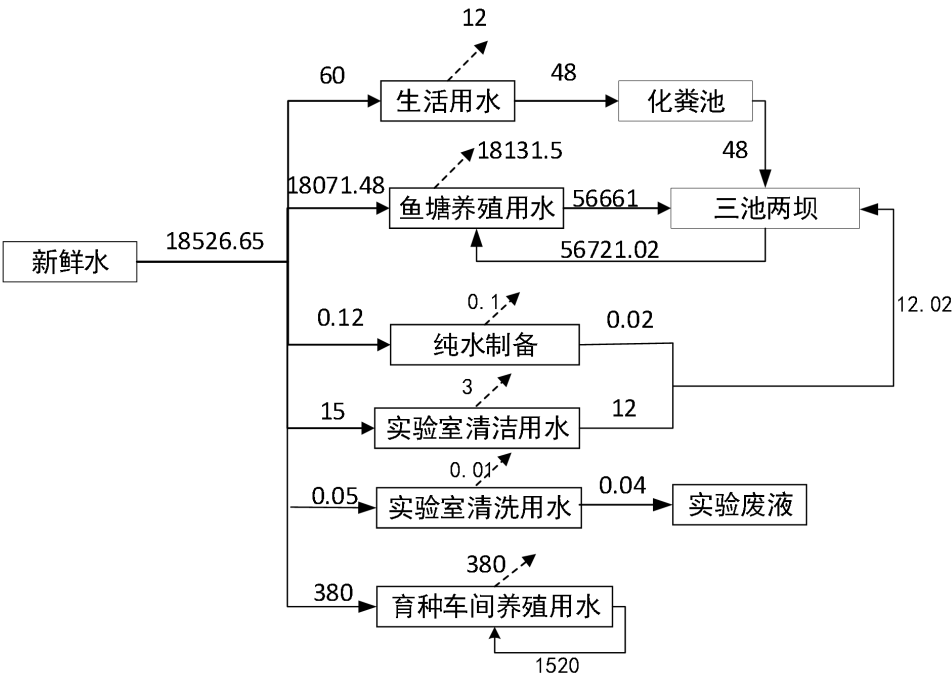 12
60
生活用水
48
化粪池
48
18131.5
18071.48
鱼塘养殖用水
56661
三池两坝
56721.02
新鲜水
18526.65
0.1
0.12
纯水制备
0.02
12.02
3
15
实验室清洁用水
12
0.01
0.05
实验室清洗用水
0.04
实验废液
380
380
育种车间养殖用水
1520